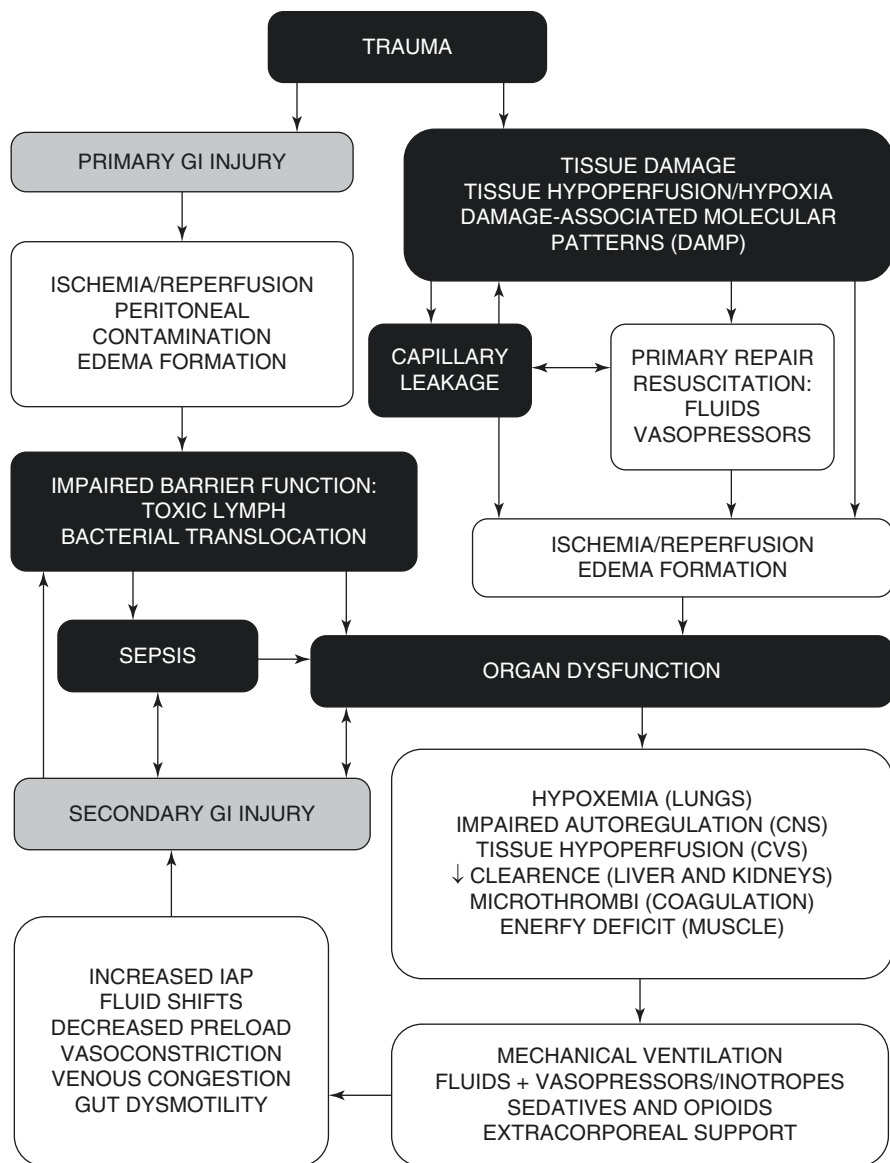 TRAUMA
PRIMARY GI INJURY
TISSUE DAMAGE
TISSUE HYPOPERFUSION/HYPOXIA
DAMAGE-ASSOCIATED MOLECULAR
PATTERNS (DAMP)
ISCHEMIA/REPERFUSION
PERITONEAL
CONTAMINATION
EDEMA FORMATION
CAPILLARY
LEAKAGE
PRIMARY REPAIR
RESUSCITATION:
FLUIDS
VASOPRESSORS
IMPAIRED BARRIER FUNCTION:
TOXIC LYMPH
BACTERIAL TRANSLOCATION
ISCHEMIA/REPERFUSION
EDEMA FORMATION
SEPSIS
ORGAN DYSFUNCTION
SECONDARY GI INJURY
HYPOXEMIA (LUNGS)
IMPAIRED AUTOREGULATION (CNS)
TISSUE HYPOPERFUSION (CVS)
↓ CLEARENCE (LIVER AND KIDNEYS)
MICROTHROMBI (COAGULATION)
ENERFY DEFICIT (MUSCLE)
INCREASED IAP
FLUID SHIFTS
DECREASED PRELOAD
VASOCONSTRICTION
VENOUS CONGESTION
GUT DYSMOTILITY
MECHANICAL VENTILATION
FLUIDS + VASOPRESSORS/INOTROPES
SEDATIVES AND OPIOIDS
EXTRACORPOREAL SUPPORT